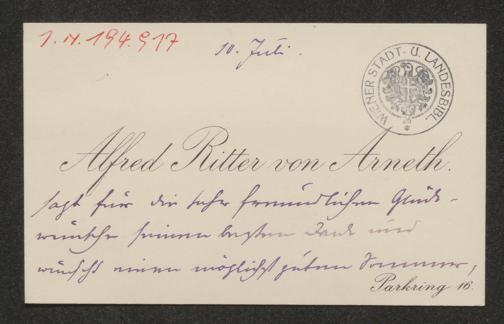 I.N. 194.917
10. Juli.
WIENER STADT- U. LANDESBIBL.
Alfred Ritter von Arneth.
sagt für die sehr freundlichen Glück-
wünsche seinen besten Dank und
wünscht einen möglichst guten Sommer,
Parkring 16.